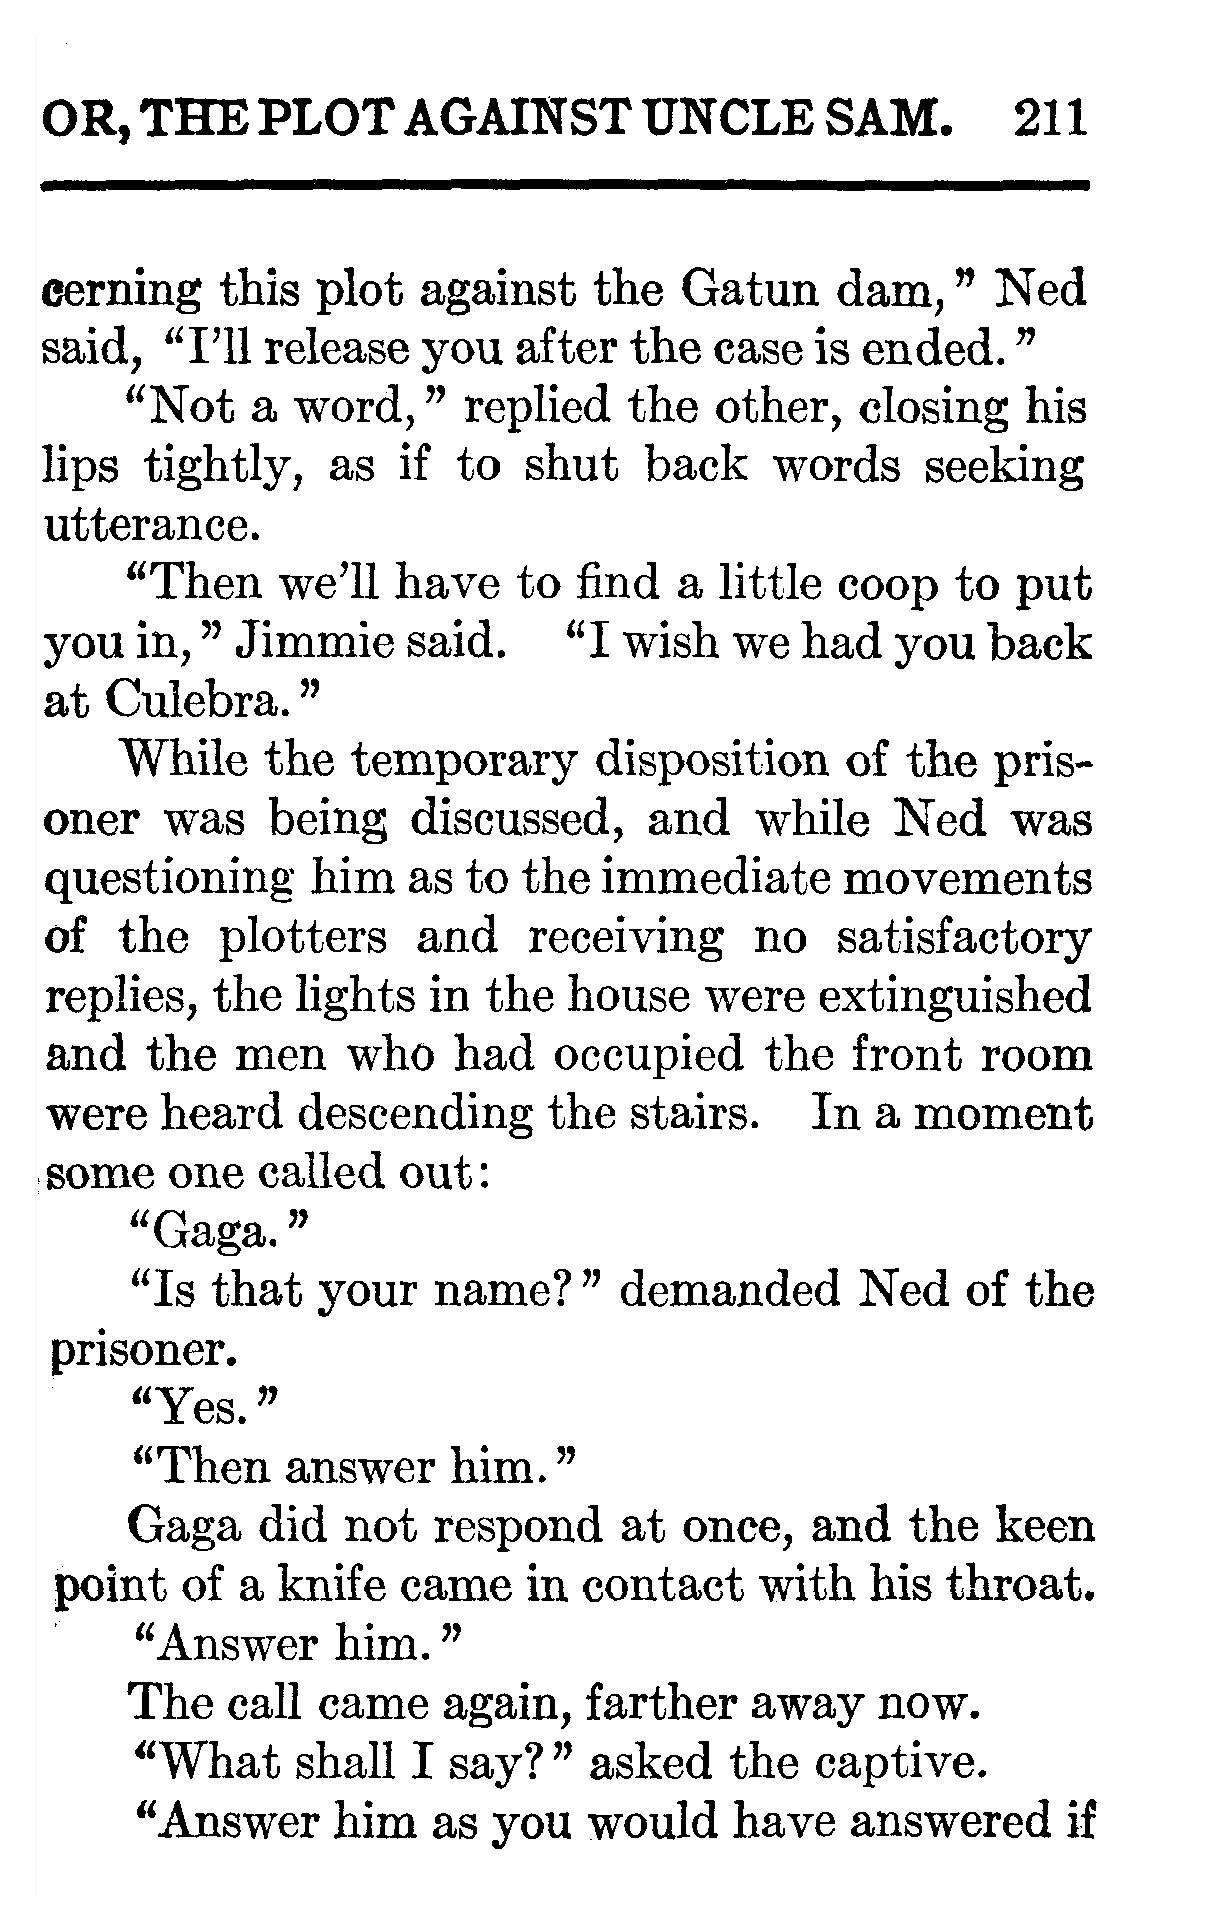 OR, THE PLOT AGAINST UNCLE SAM. 211
cerning this plot against the Gatun dam,” Ned
said, “I’ll release you after the case is ended.”
“Not a word,” replied the other, closing his
lips tightly, as if to shut back words seeking
utterance.
“Then we’ll have to find a little coop to put
you in,” Jimmie said. “I wish we had you back
at Culebra.”
While the temporary disposition of the pris-
oner was being discussed, and while Ned was
questioning him as to the immediate movements
of the plotters and receiving no satisfactory
replies, the lights in the house were extinguished
and the men who had occupied the front room
were heard descending the stairs. In a moment
some one called out:
“Gaga.”
“Is that your name?” demanded Ned of the
prisoner.
“Yes.”
“Then answer him.”
Gaga did not respond at once, and the keen
point of a knife came in contact with his throat.
“Answer him.”
The call came again, farther away now.
“What shall I say?” asked the captive.
“Answer him as you would have answered if